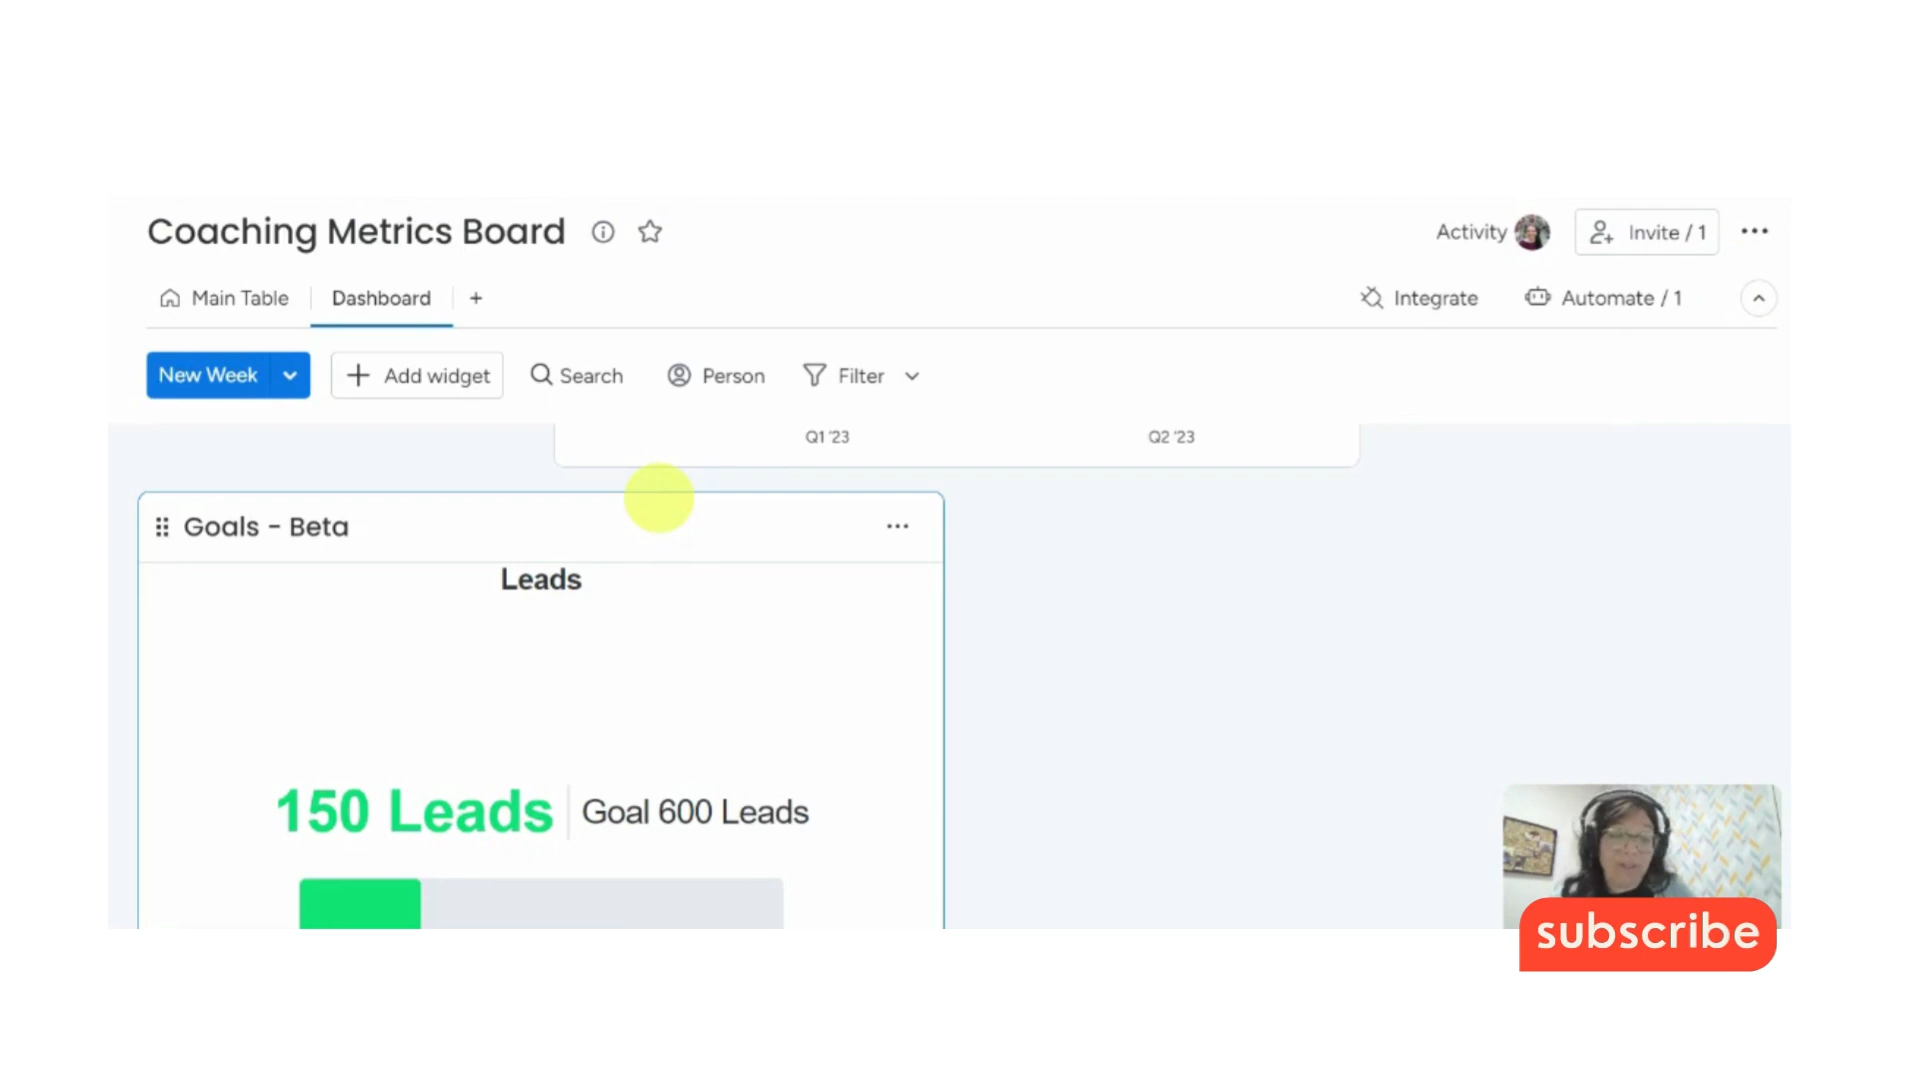 Coaching Metrics Board
Activity
Invite / 1
Main Table
Dashboard
+
Integrate
Automate / 1
New Week
Add widget
Search
Person
Filter
Q1 '23
Q2 '23
Goals - Beta
Leads
150 Leads
Goal 600 Leads
subscribe